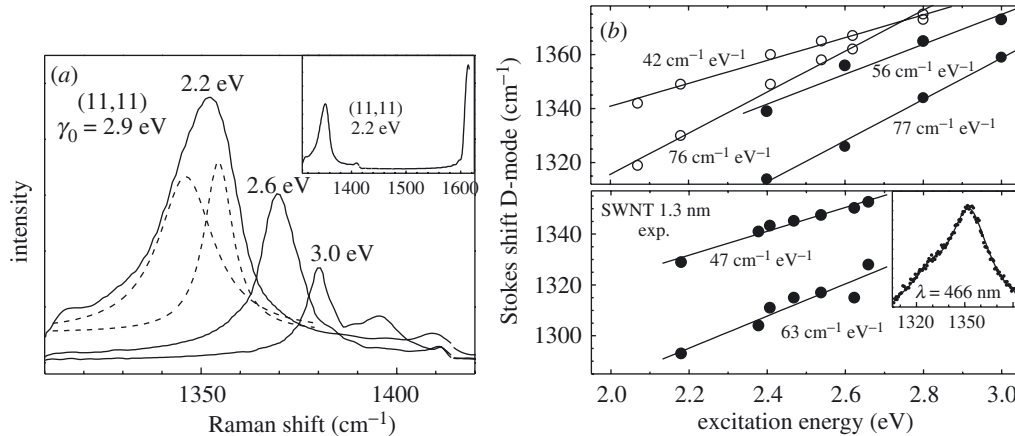 (a)
(11,11)
γ0 = 2.9 eV
2.2 eV
2.6 eV
3.0 eV
(11,11)
2.2 eV
1400 1500 1600
intensity
1350 1400
Raman shift (cm−1)
(b)
1360
1340
1320
42 cm−1 eV−1
56 cm−1 eV−1
76 cm−1 eV−1
77 cm−1 eV−1
Stokes shift D-mode (cm−1)
SWNT 1.3 nm
exp.
1340
1320
1300
47 cm−1 eV−1
63 cm−1 eV−1
λ = 466 nm
1320 1350
2.0 2.2 2.4 2.6 2.8 3.0
excitation energy (eV)